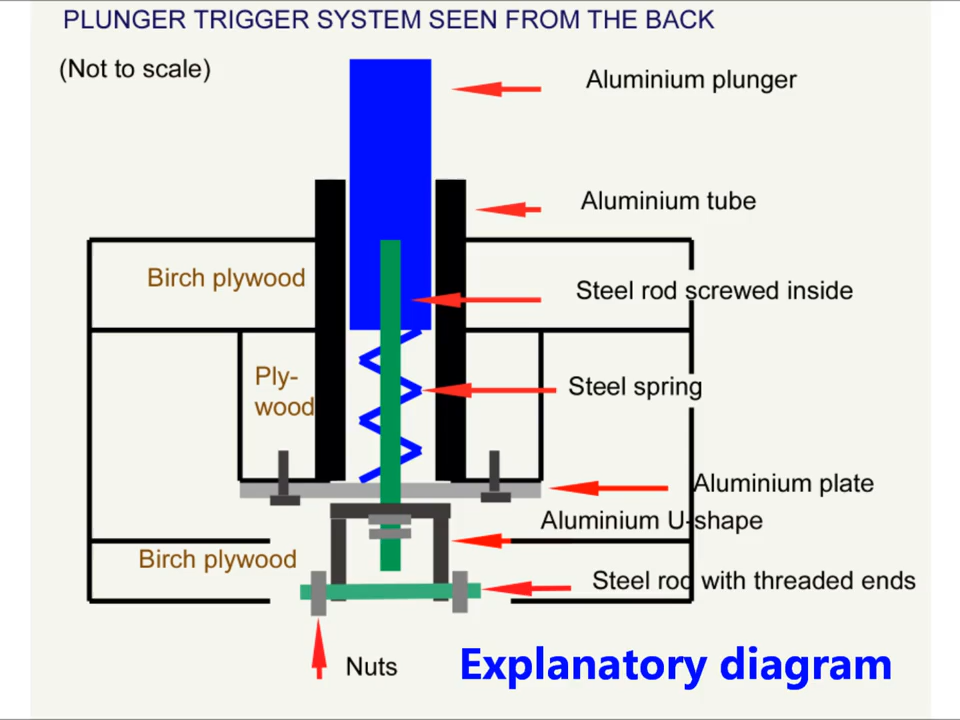 PLUNGER TRIGGER SYSTEM SEEN FROM THE BACK
(Not to scale)
Aluminium plunger
Aluminium tube
Birch plywood
Steel rod screwed inside
Ply-
wood
Steel spring
Aluminium plate
Aluminium U-shape
Birch plywood
Steel rod with threaded ends
Nuts
Explanatory diagram